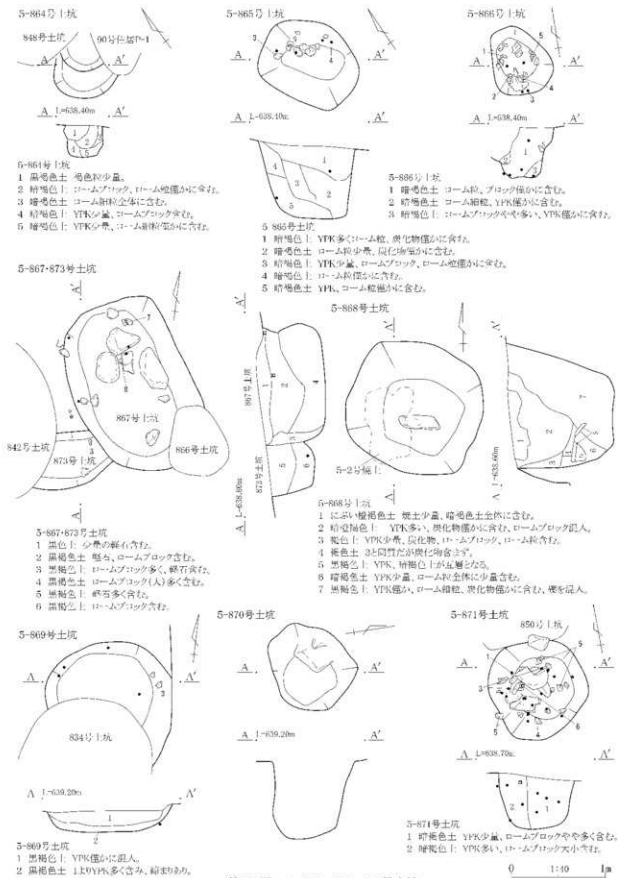 5-864号土坑
848号土坑
90号住居P-1
A A′
A L=638.40m A′
5-864号土坑
1 黒褐色土 褐色粒少量。
2 暗褐色土 ロームブロック、ローム粒僅かに含む。
3 暗褐色土 ローム細粒全体に含む。
4 暗褐色土 YPK少量、ロームブロック含む。
5 暗褐色土 YPK少量、ローム細粒僅かに含む。
5-865号土坑
A A′
A L=638.40m A′
5-865号土坑
1 暗褐色土 YPK多くローム粒、炭化物僅かに含む。
2 暗褐色土 ローム粒少量、炭化物僅かに含む。
3 暗褐色土 YPK少量、ロームブロック、ローム粒僅かに含む。
4 暗褐色土 ローム粒僅かに含む。
5 暗褐色土 YPK、ローム粒僅かに含む。
5-866号土坑
A A′
A L=638.40m A′
5-866号土坑
1 暗褐色土 ローム粒、ブロック僅かに含む。
2 暗褐色土 ローム細粒、YPK僅かに含む。
3 暗褐色土 ロームブロックやや多い、YPK僅かに含む。
5-867・873号土坑
A′
867号土坑
842号土坑
873号土坑
866号土坑
A
A′
867号土坑
873号土坑
A L=638.80m
5-867・873号土坑
1 黒色土 少量の軽石含む。
2 黒褐色土 軽石、ロームブロック含む。
3 黒褐色土 ロームブロック多く、軽石含む。
4 黒褐色土 ロームブロック(大)多く含む。
5 黒褐色土 軽石多く含む。
6 黒褐色土 ロームブロック含む。
5-868号土坑
A′
5-2号焼土
A
A′
A L=638.60m
5-868号土坑
1 にぶい橙褐色土 焼土少量、暗褐色土全体に含む。
2 暗橙褐色土 YPK多い、炭化物僅かに含む、ロームブロック混入。
3 褐色土 YPK少量、炭化物、ロームブロック、ローム粒含む。
4 褐色土 3と同質だが炭化物含まず。
5 黒褐色土 YPK、暗褐色土が互層となる。
6 暗褐色土 YPK少量、ローム粒全体に少量含む。
7 黒褐色土 YPK僅か、ローム細粒、炭化物僅かに含む、礫を混入。
5-869号土坑
A A′
834号土坑
A L=639.20m A′
5-869号土坑
1 黒褐色土 YPK僅かに混入。
2 黒褐色土 1よりYPK多く含み、締まりあり。
5-870号土坑
A A′
A L=639.20m A′
5-871号土坑
850号土坑
A A′
A L=638.70m A′
5-871号土坑
1 暗褐色土 YPK少量、ロームブロックやや多く含む。
2 暗褐色土 YPK多い、ロームブロック大小含む。
0 1:40 1m